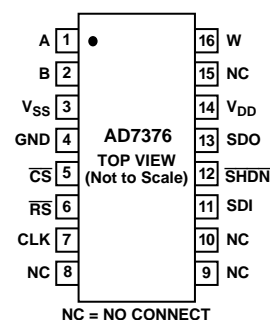 A 1 16 W
B 2 15 NC
VSS 3 14 VDD
GND 4 AD7376 13 SDO
TOP VIEW
CS 5 (Not to Scale) 12 SHDN
RS 6 11 SDI
CLK 7 10 NC
NC 8 9 NC
NC = NO CONNECT